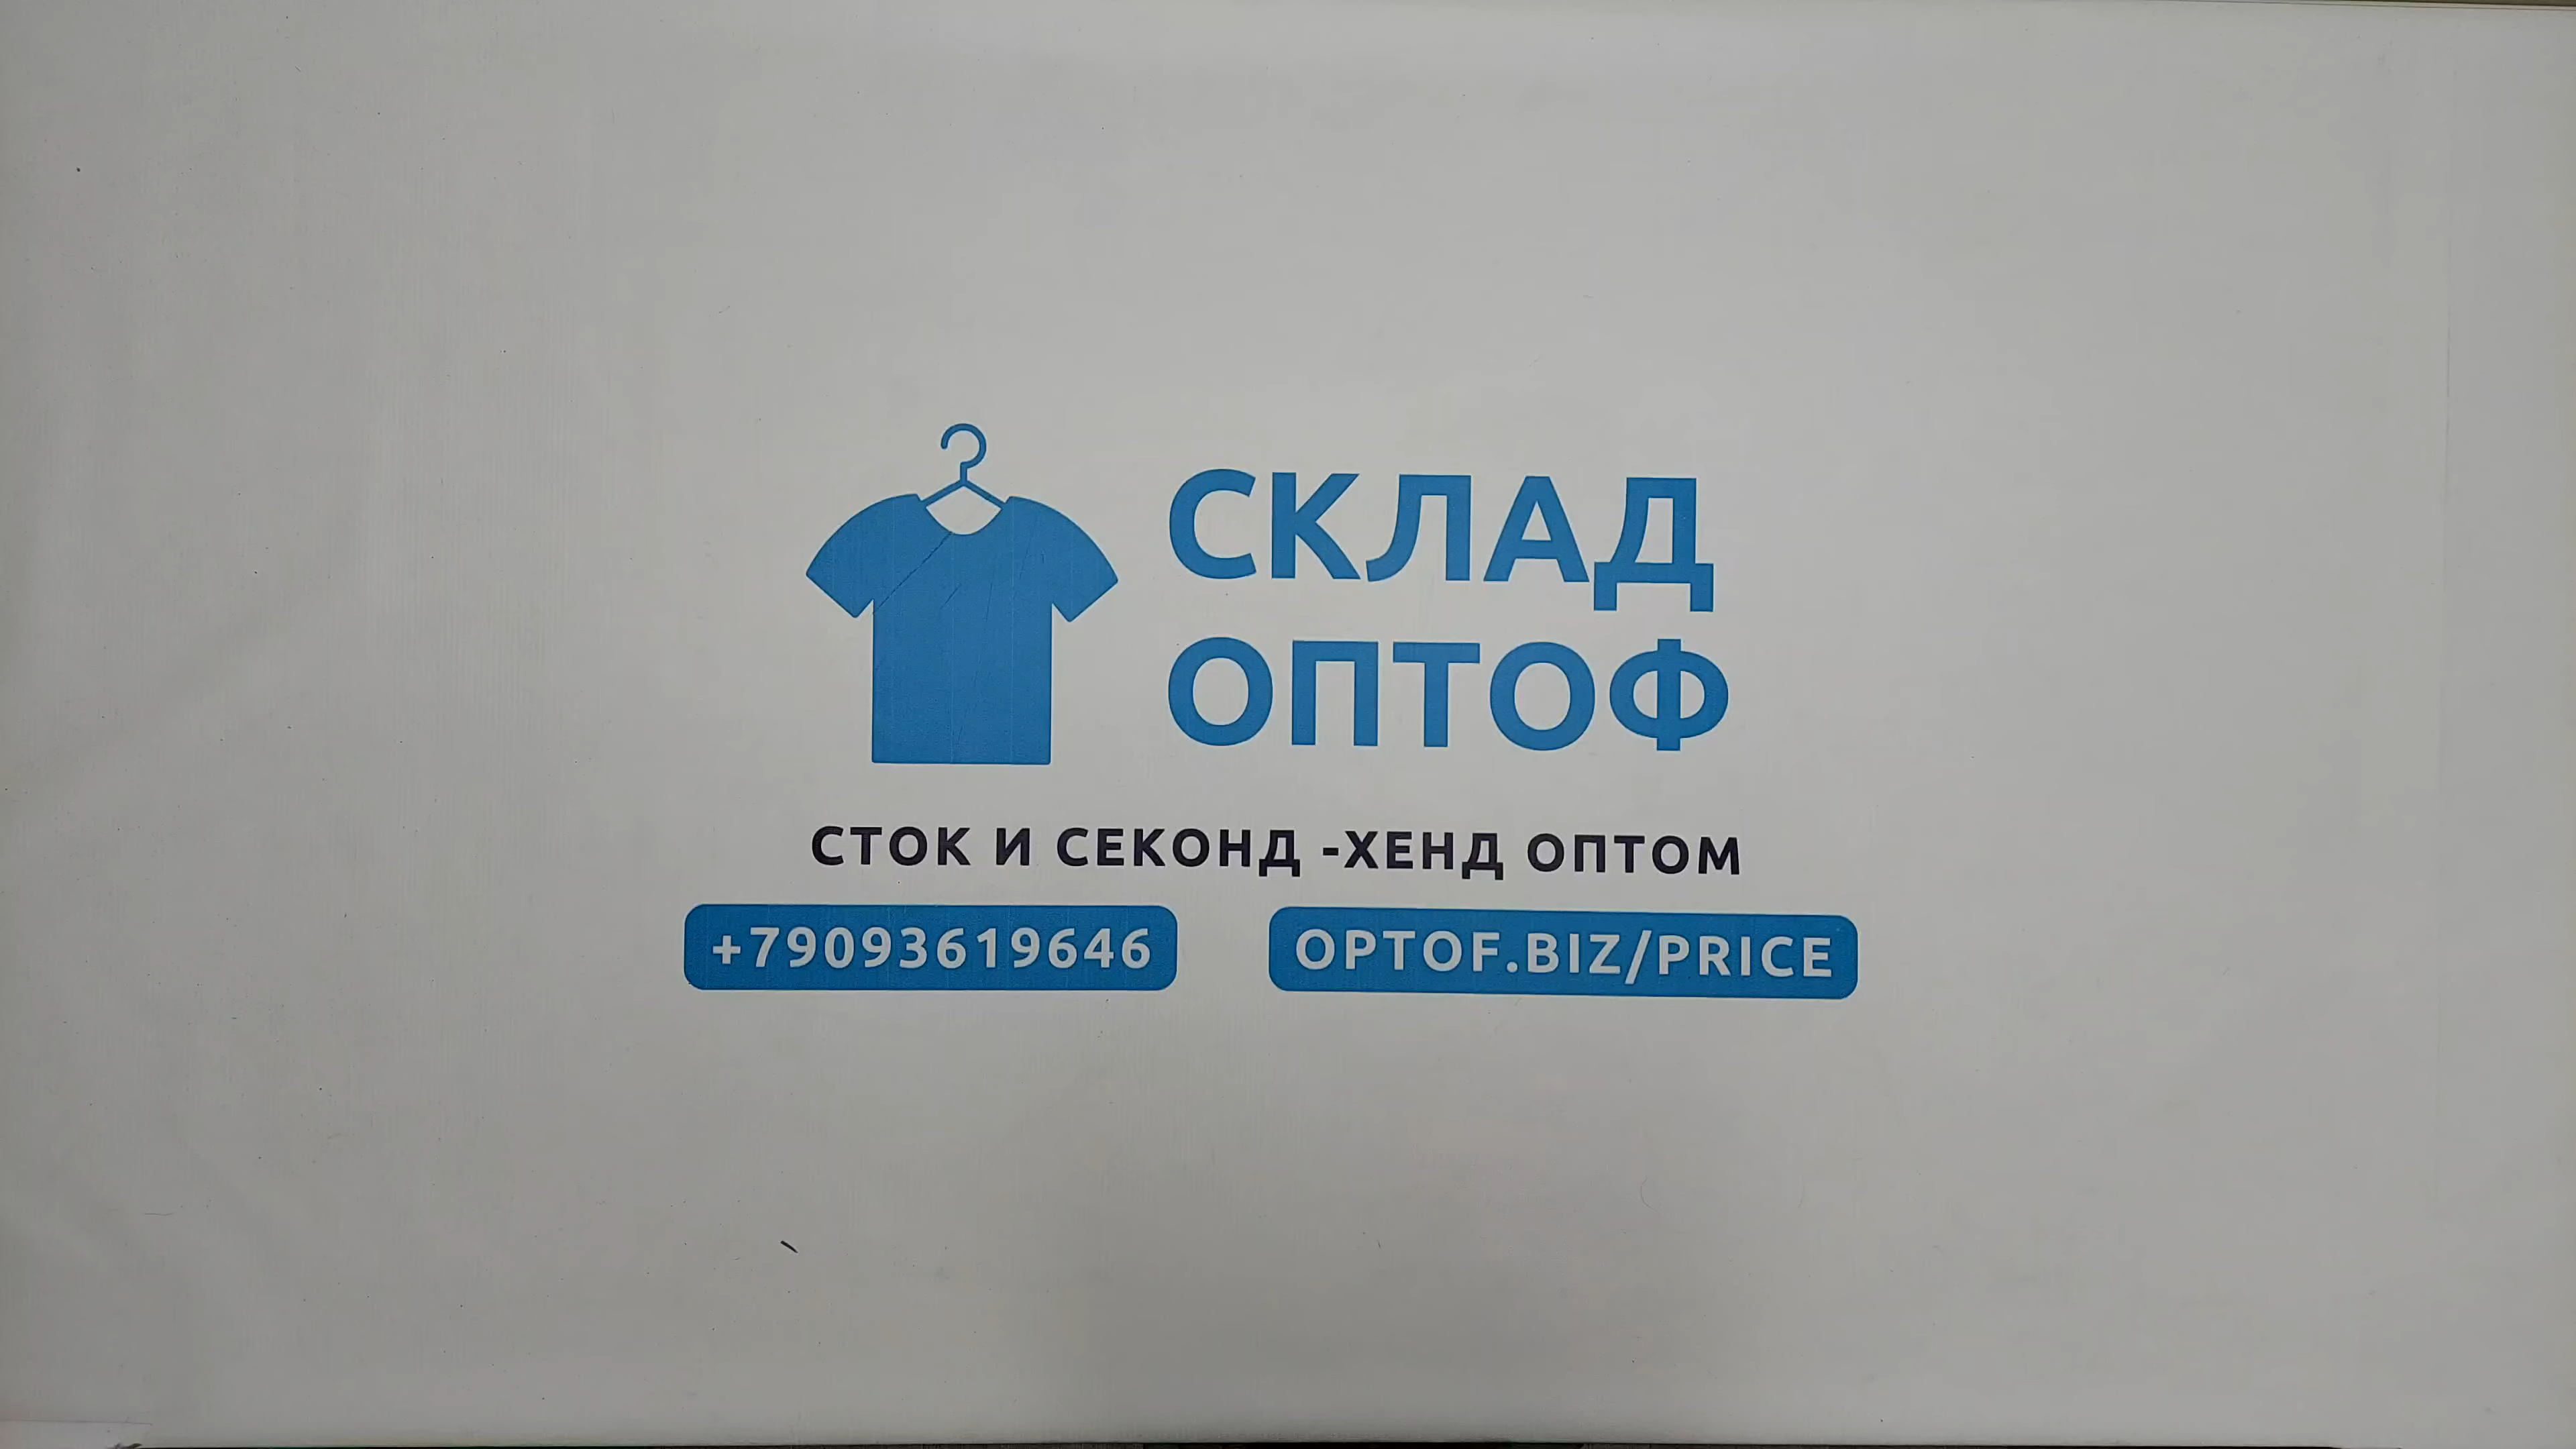 СКЛАД
ОПТОФ
СТОК И СЕКОНД -ХЕНД ОПТОМ
+79093619646
OPTOF.BIZ/PRICE